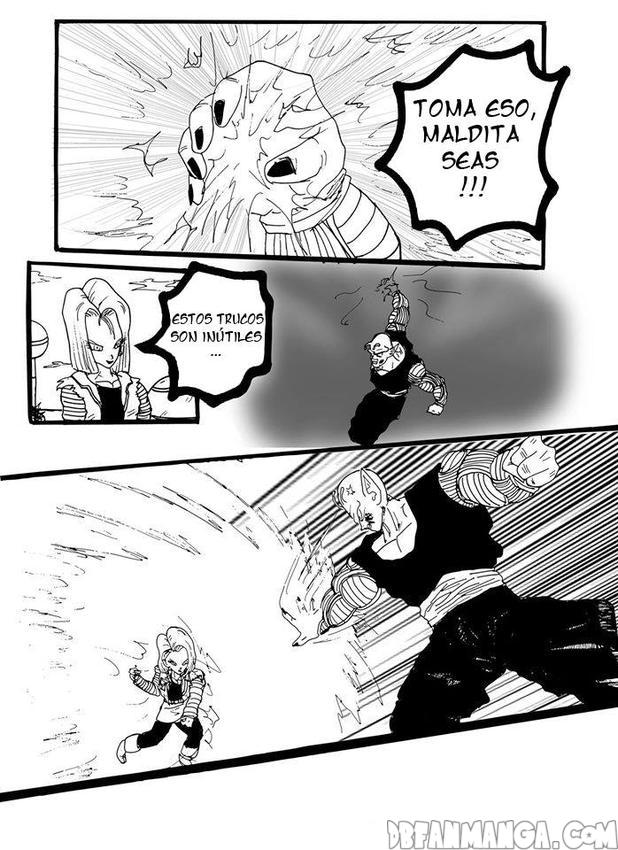 TOMA ESO,
MALDITA
SEAS
!!!
ESTOS TRUCOS
SON INÚTILES
...
DBFANMANGA.COM